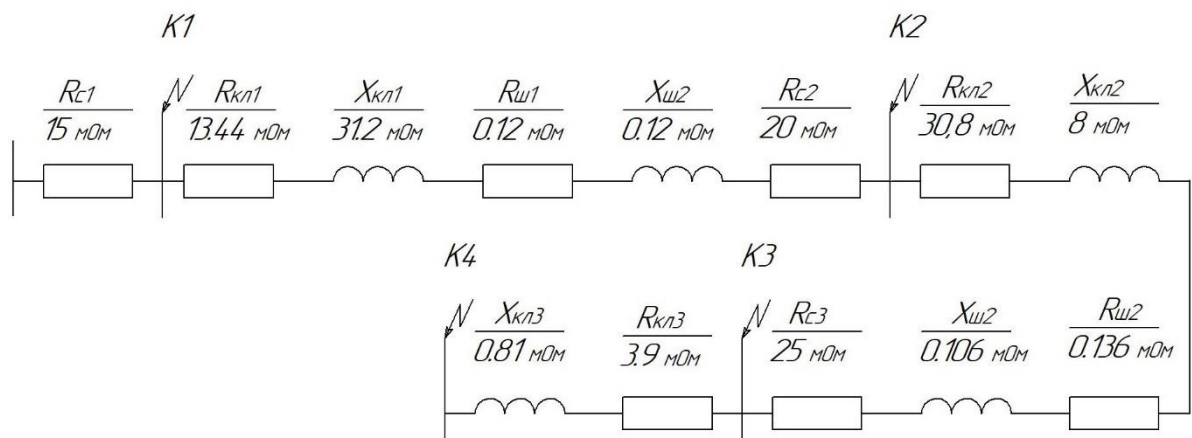 K1 K2
Rc1 Rкл1 Xкл1 Rш1 Xш2 Rc2 Rкл2 Xкл2
15 мОм 13.44 мОм 31.2 мОм 0.12 мОм 0.12 мОм 20 мОм 30,8 мОм 8 мОм
K4 K3
Xкл3 Rкл3 Rc3 Xш2 Rш2
0.81 мОм 3.9 мОм 25 мОм 0.106 мОм 0.136 мОм